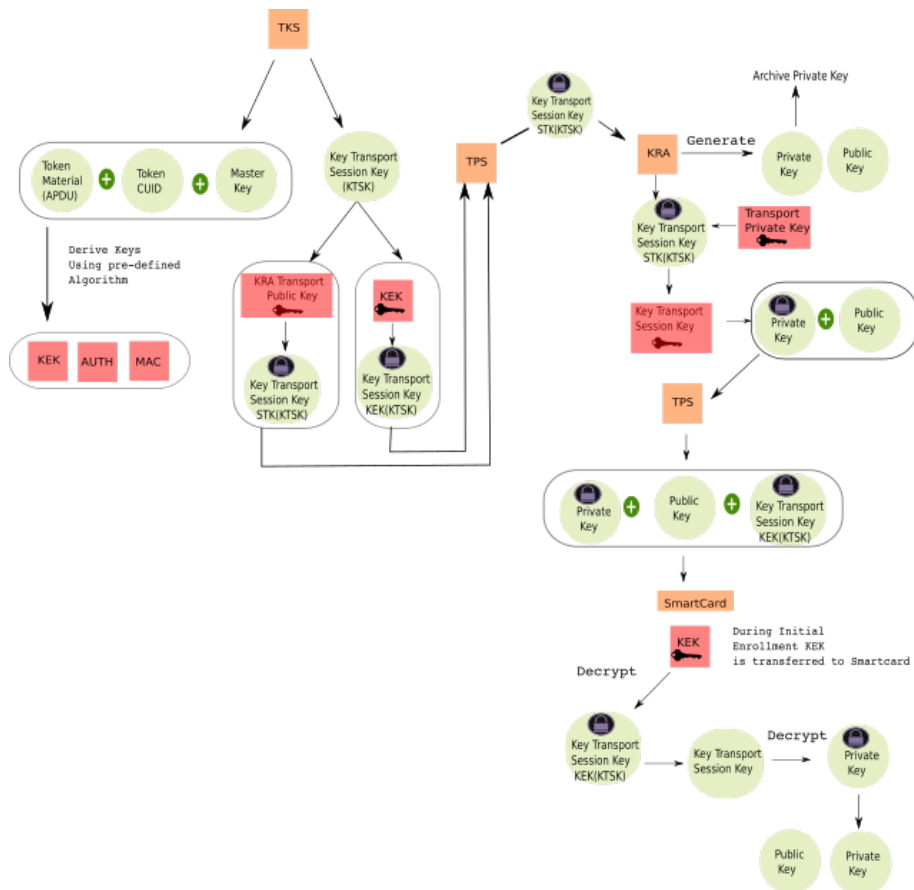 TKS
Token
Material
(APDU)
Token
CUID
Master
Key
Key Transport
Session Key
(KTSK)
Derive Keys
Using pre-defined
Algorithm
KEK
AUTH
MAC
KRA Transport
Public Key
Key Transport
Session Key
STK(KTSK)
KEK
Key Transport
Session Key
KEK(KTSK)
TPS
Key Transport
Session Key
STK(KTSK)
KRA
Generate
Archive Private Key
Private
Key
Public
Key
Key Transport
Session Key
STK(KTSK)
Transport
Private Key
Key Transport
Session Key
Private
Key
Public
Key
TPS
Private
Key
Public
Key
Key Transport
Session Key
KEK(KTSK)
SmartCard
KEK
During Initial
Enrollment KEK
is transferred to Smartcard
Decrypt
Key Transport
Session Key
KEK(KTSK)
Key Transport
Session Key
Decrypt
Private
Key
Public
Key
Private
Key